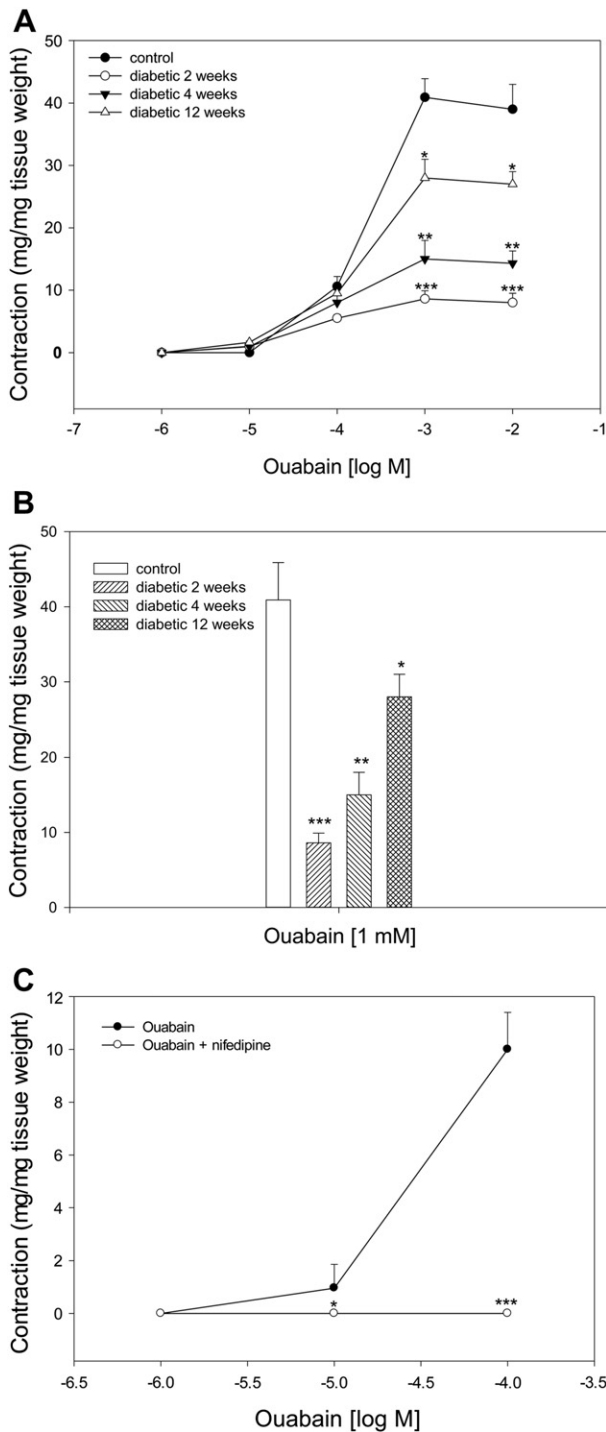 A
Contraction (mg/mg tissue weight)
50
40
30
20
10
0
control
diabetic 2 weeks
diabetic 4 weeks
diabetic 12 weeks
*
*
**
**
***
***
-7
-6
-5
-4
-3
-2
-1
Ouabain [log M]
B
Contraction (mg/mg tissue weight)
50
40
30
20
10
0
control
diabetic 2 weeks
diabetic 4 weeks
diabetic 12 weeks
***
**
*
Ouabain [1 mM]
C
Contraction (mg/mg tissue weight)
12
10
8
6
4
2
0
Ouabain
Ouabain + nifedipine
*
***
-6.5
-6.0
-5.5
-5.0
-4.5
-4.0
-3.5
Ouabain [log M]